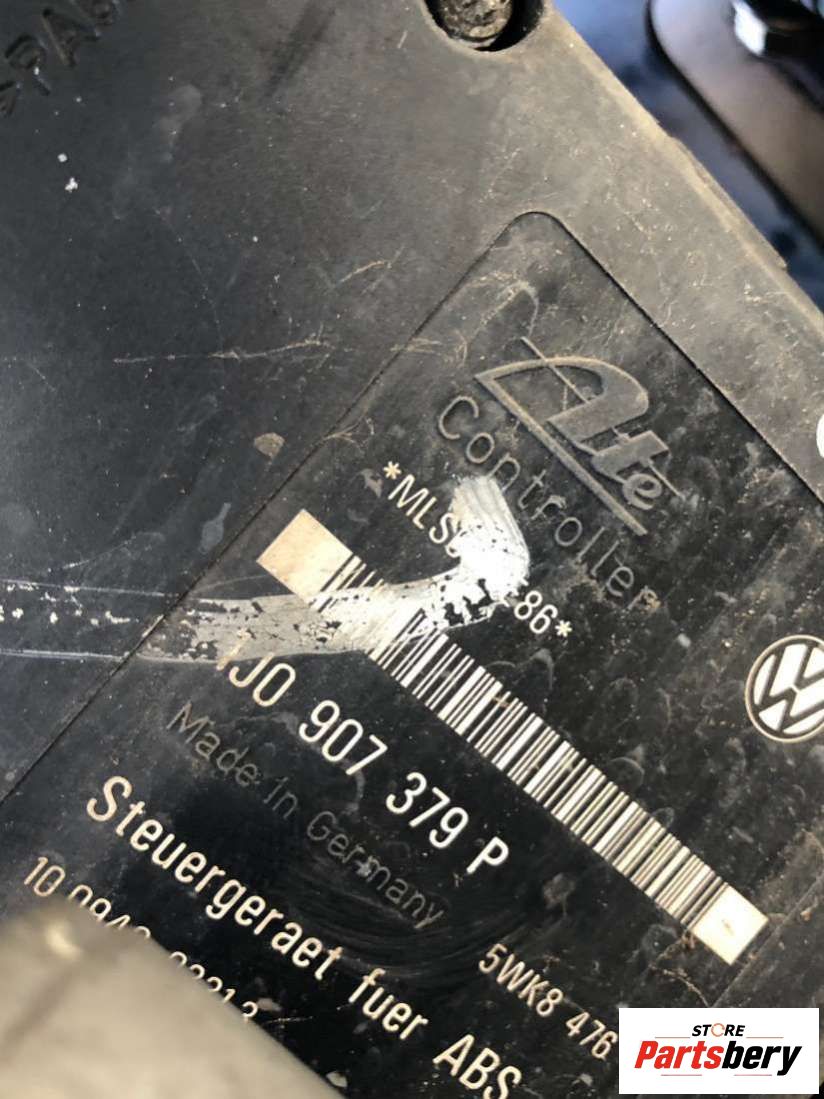 Ate
Controller
1J0 907 379 P
Made in Germany
Steuergeraet fuer ABS
5WK8 476
STORE
Partsbery